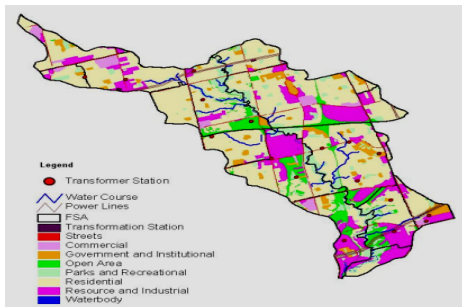 Legend
Transformer Station
Water Course
Power Lines
FSA
Transformation Station
Streets
Commercial
Government and Institutional
Open Area
Parks and Recreational
Residential
Resource and Industrial
Waterbody